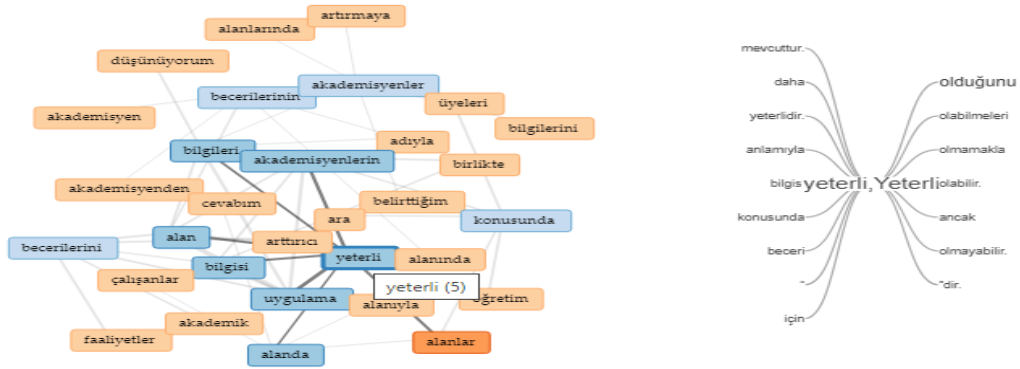 artırmaya
alanlarında
düşünüyorum
akademisyenler
becerilerinin
üyeleri
akademisyen
bilgilerini
adıyla
bilgileri
akademisyenlerin
birlikte
akademisyenden
cevabım
belirttiğim
ara
konusunda
alan
arttırıcı
becerilerini
yeterli
alanında
bilgisi
çalışanlar
yeterli (5)
uygulama
alanıyla
öğretim
akademik
faaliyetler
alanlar
alanda
mevcuttur.
daha
yeterlidir.
anlamıyla
bilgis
konusunda
beceri
-
için
yeterli,Yeterli
olduğunu
olabilmeleri
olmamakla
olabilir.
ancak
olmayabilir.
"dir.